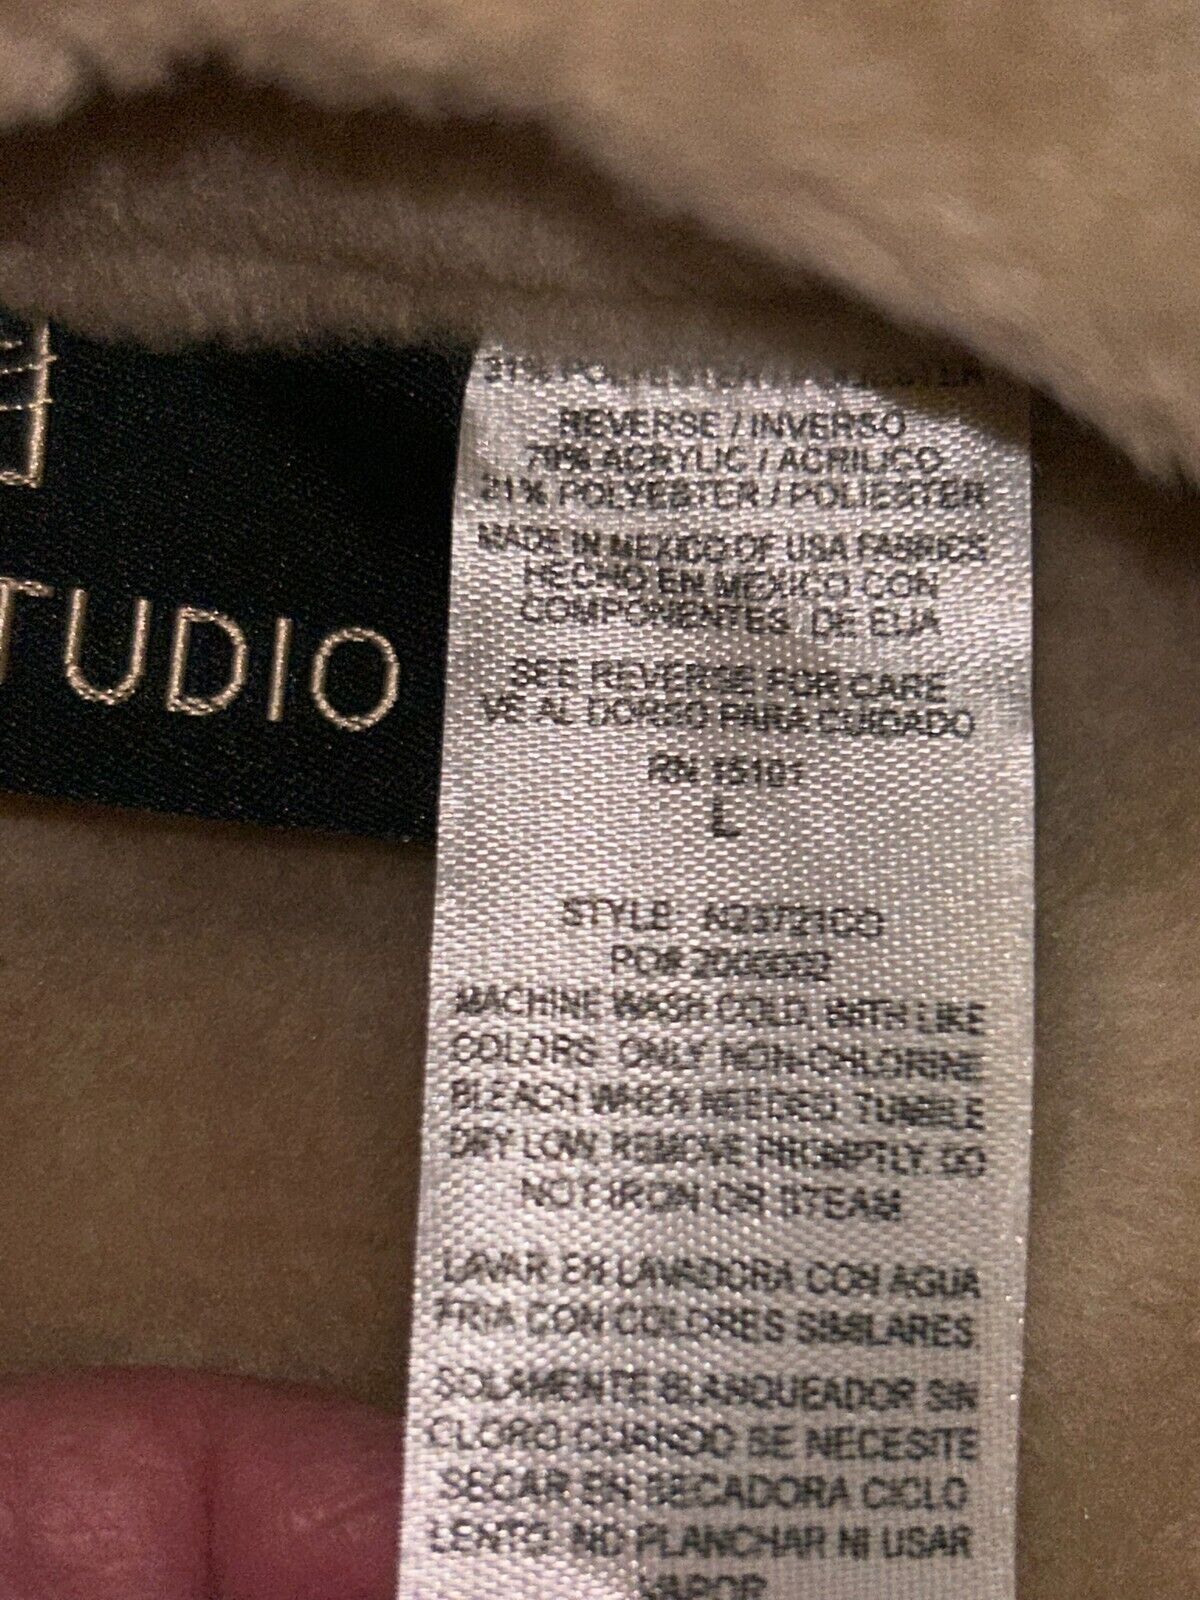 TUDIO
REVERSE / INVERSO
79% ACRYLIC / ACRILICO
21% POLYESTER / POLIESTER
MADE IN MEXICO OF USA FABRICS
HECHO EN MEXICO CON
COMPONENTES DE EUA
SEE REVERSE FOR CARE
VE AL DORSO PARA CUIDADO
RN 15101
L
STYLE
PO#
MACHINE WASH COLD, WITH LIKE
COLORS. ONLY NON-CHLORINE
BLEACH WHEN NEEDED. TUMBLE
DRY LOW. REMOVE PROMPTLY. DO
NOT IRON OR STEAM
LAVAR EN LAVADORA CON AGUA
FRIA CON COLORES SIMILARES.
SOLAMENTE BLANQUEADOR SIN
CLORO CUANDO SE NECESITE
SECAR EN SECADORA CICLO
LENTO. NO PLANCHAR NI USAR
VAPOR